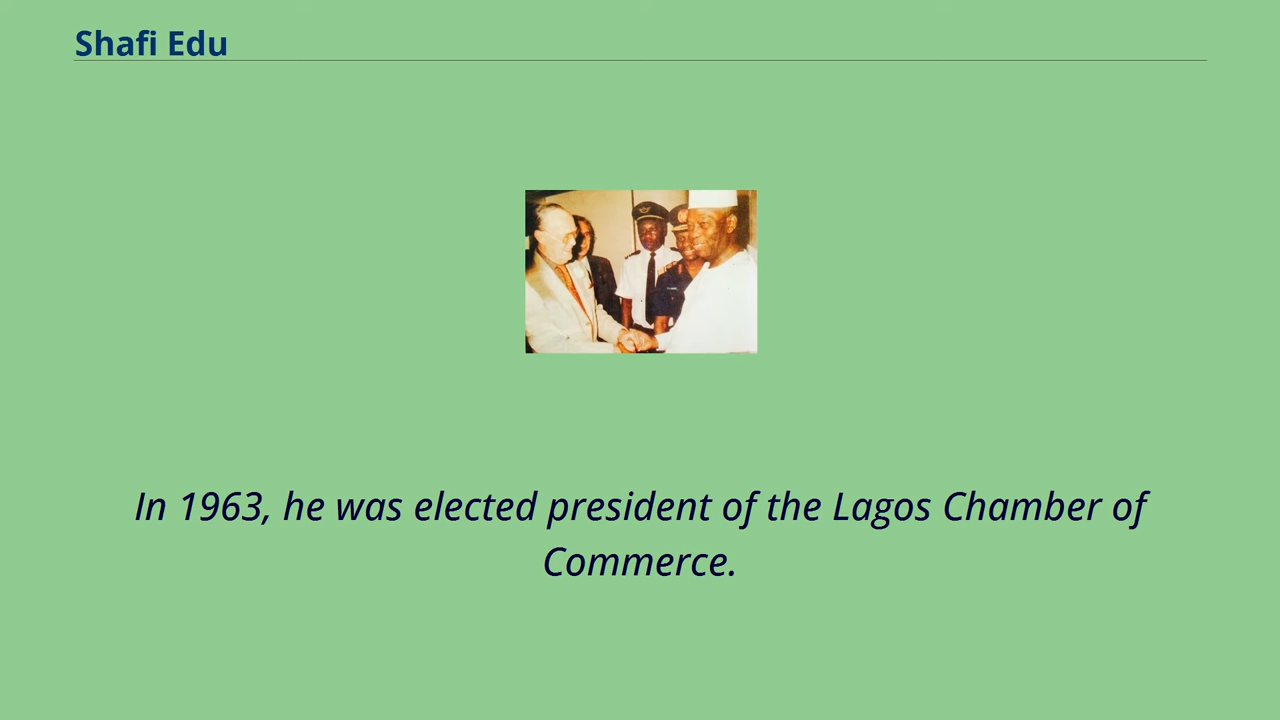 Shafi Edu
In 1963, he was elected president of the Lagos Chamber of
Commerce.